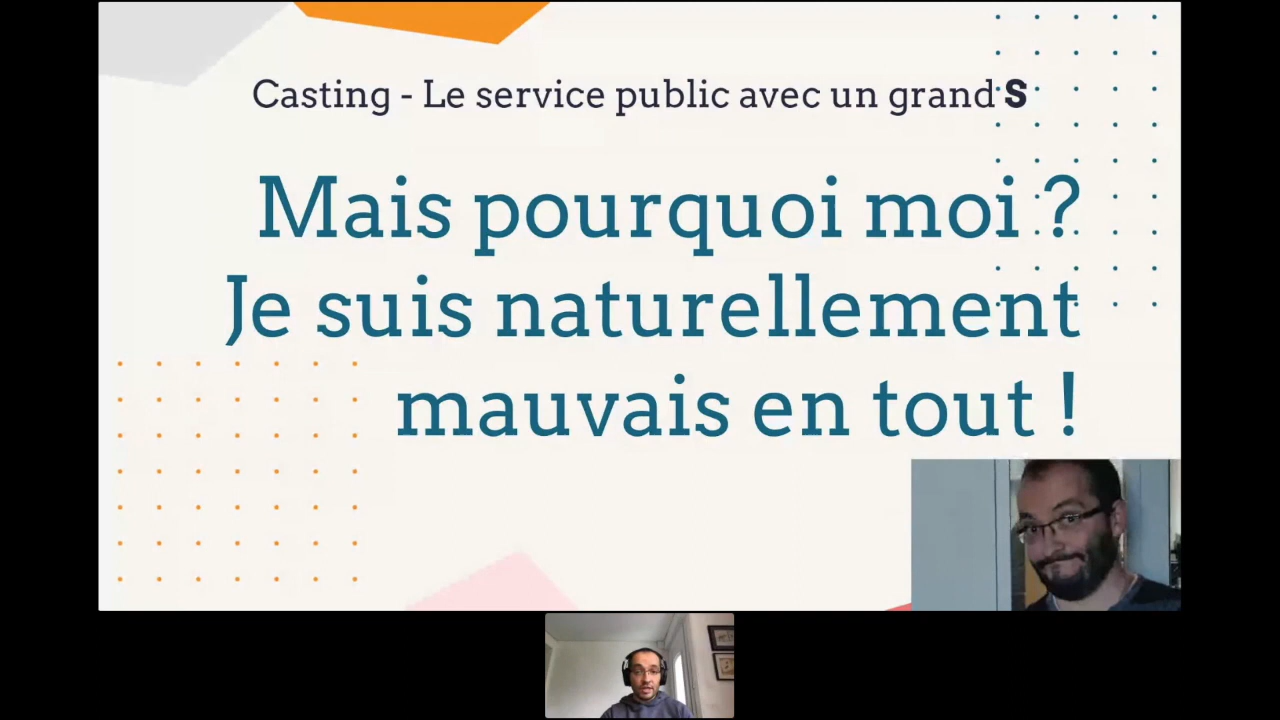 Casting - Le service public avec un grand S
Mais pourquoi moi ?
Je suis naturellement
mauvais en tout !